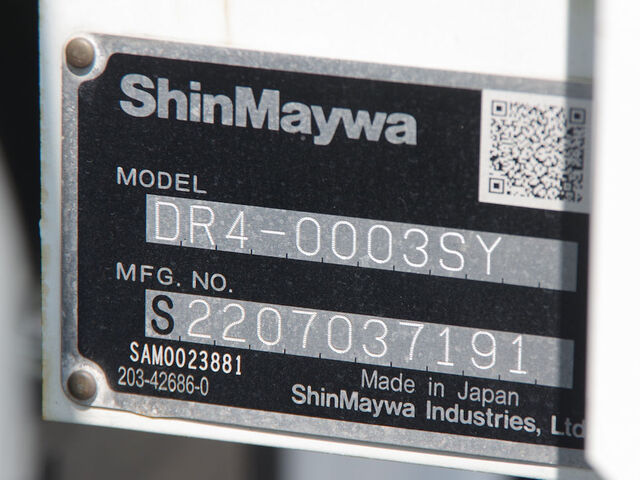 ShinMaywa
MODEL
DR4-0003SY
MFG. NO.
S2207037191
SAM0023881
203-42686-0
Made in Japan
ShinMaywa Industries, Ltd